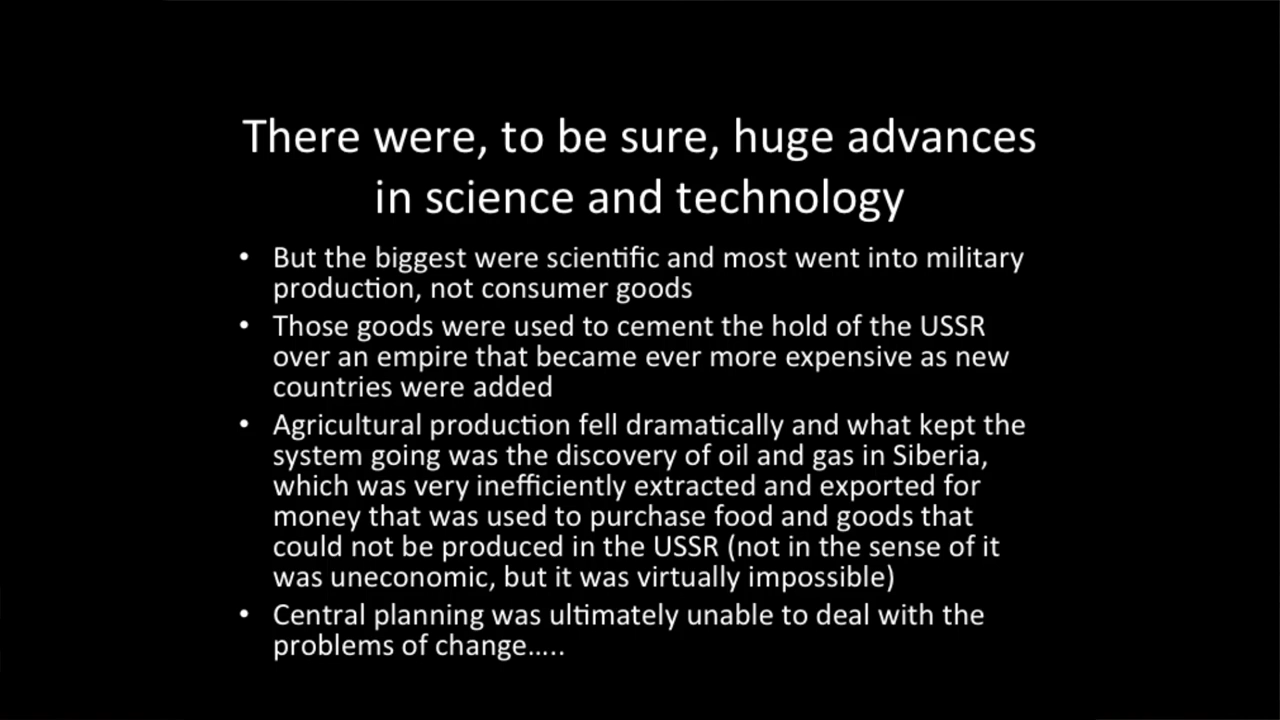 There were, to be sure, huge advances
in science and technology
• But the biggest were scientific and most went into military
production, not consumer goods
• Those goods were used to cement the hold of the USSR
over an empire that became ever more expensive as new
countries were added
• Agricultural production fell dramatically and what kept the
system going was the discovery of oil and gas in Siberia,
which was very inefficiently extracted and exported for
money that was used to purchase food and goods that
could not be produced in the USSR (not in the sense of it
was uneconomic, but it was virtually impossible)
• Central planning was ultimately unable to deal with the
problems of change…..